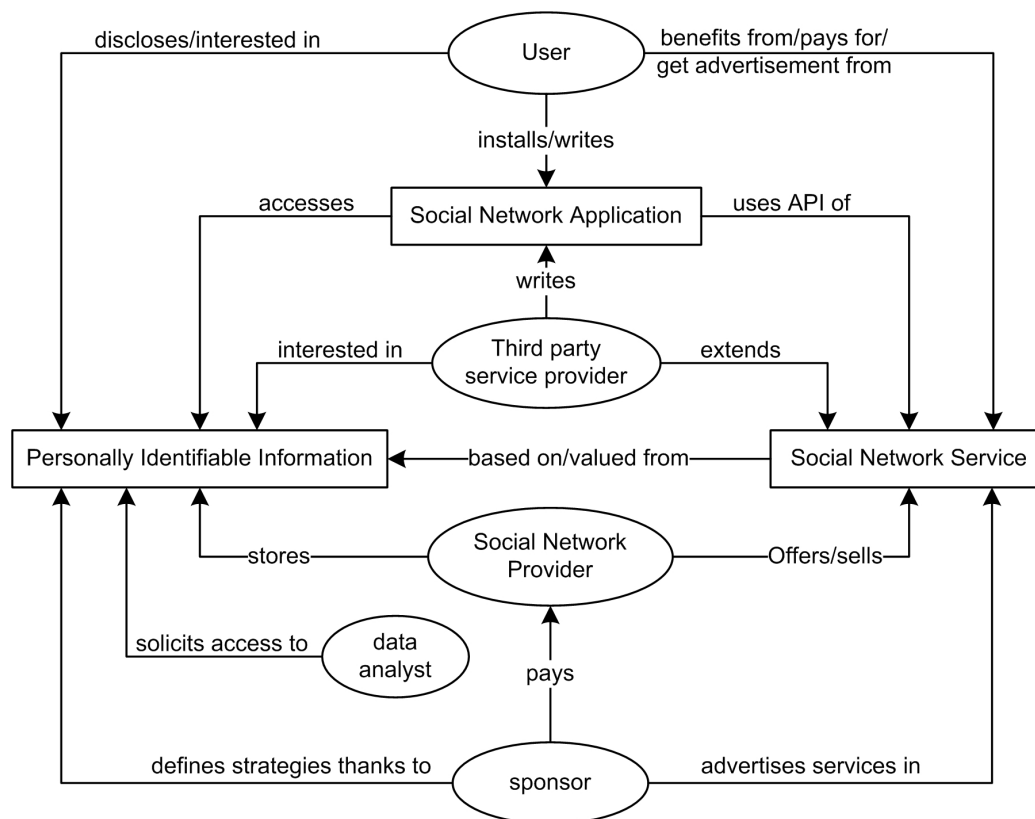 discloses/interested in
User
benefits from/pays for/
get advertisement from
installs/writes
accesses
Social Network Application
uses API of
writes
interested in
Third party
service provider
extends
Personally Identifiable Information
based on/valued from
Social Network Service
stores
Social Network
Provider
Offers/sells
solicits access to
data
analyst
pays
defines strategies thanks to
sponsor
advertises services in